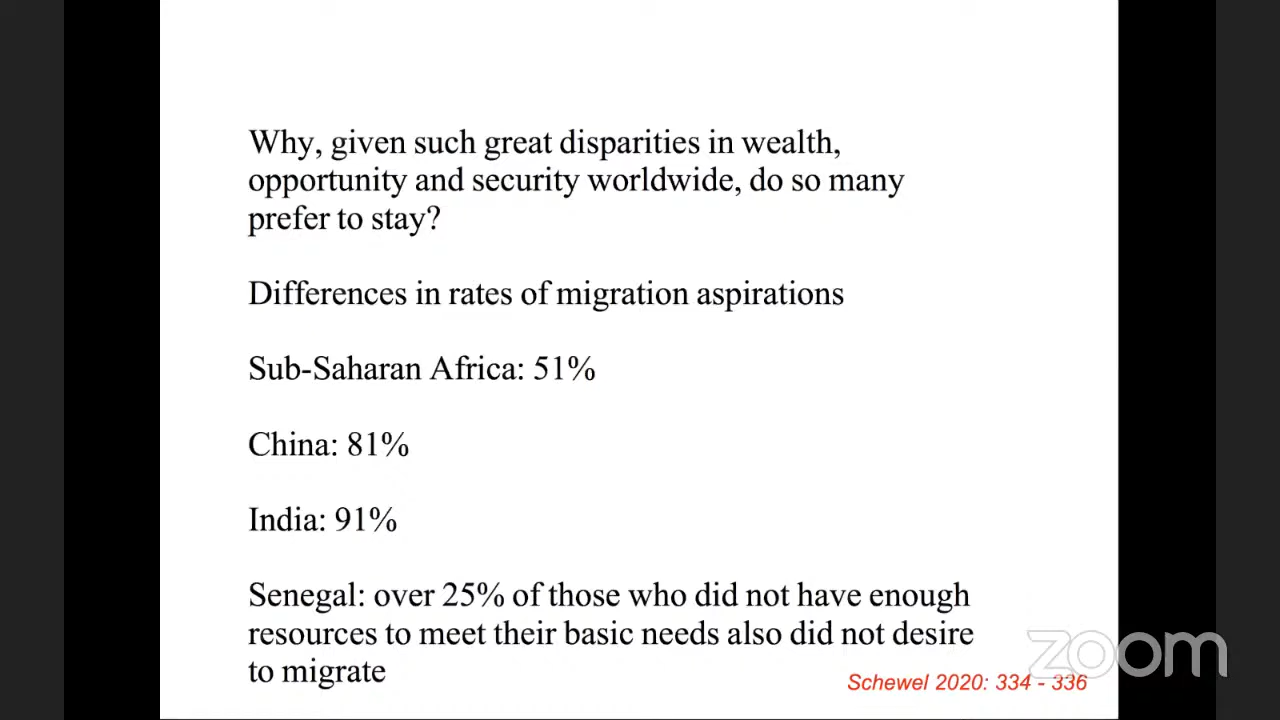 Why, given such great disparities in wealth,
opportunity and security worldwide, do so many
prefer to stay?
Differences in rates of migration aspirations
Sub-Saharan Africa: 51%
China: 81%
India: 91%
Senegal: over 25% of those who did not have enough
resources to meet their basic needs also did not desire
to migrate
Schewel 2020: 334 - 336
zoom